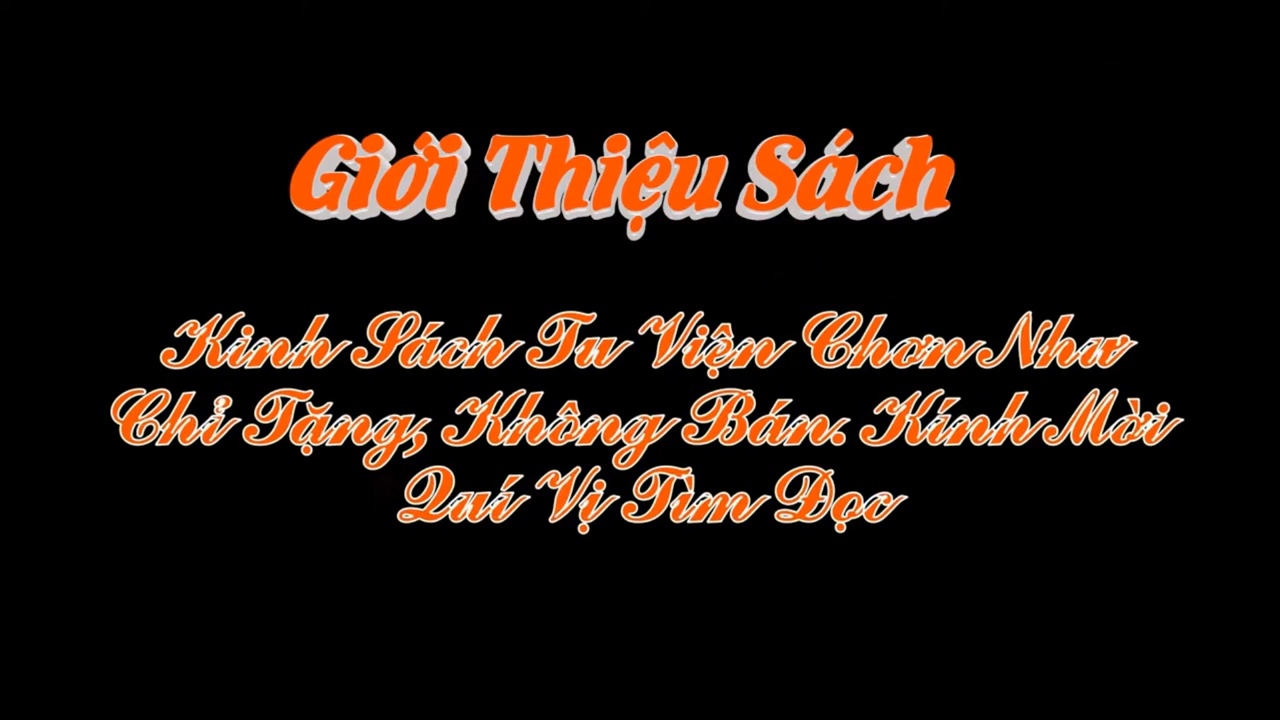 Giới Thiệu Sách
Kinh Sách Tu Viện Chơn Như
Chỉ Tặng, Không Bán. Kính Mời
Quí Vị Tìm Đọc